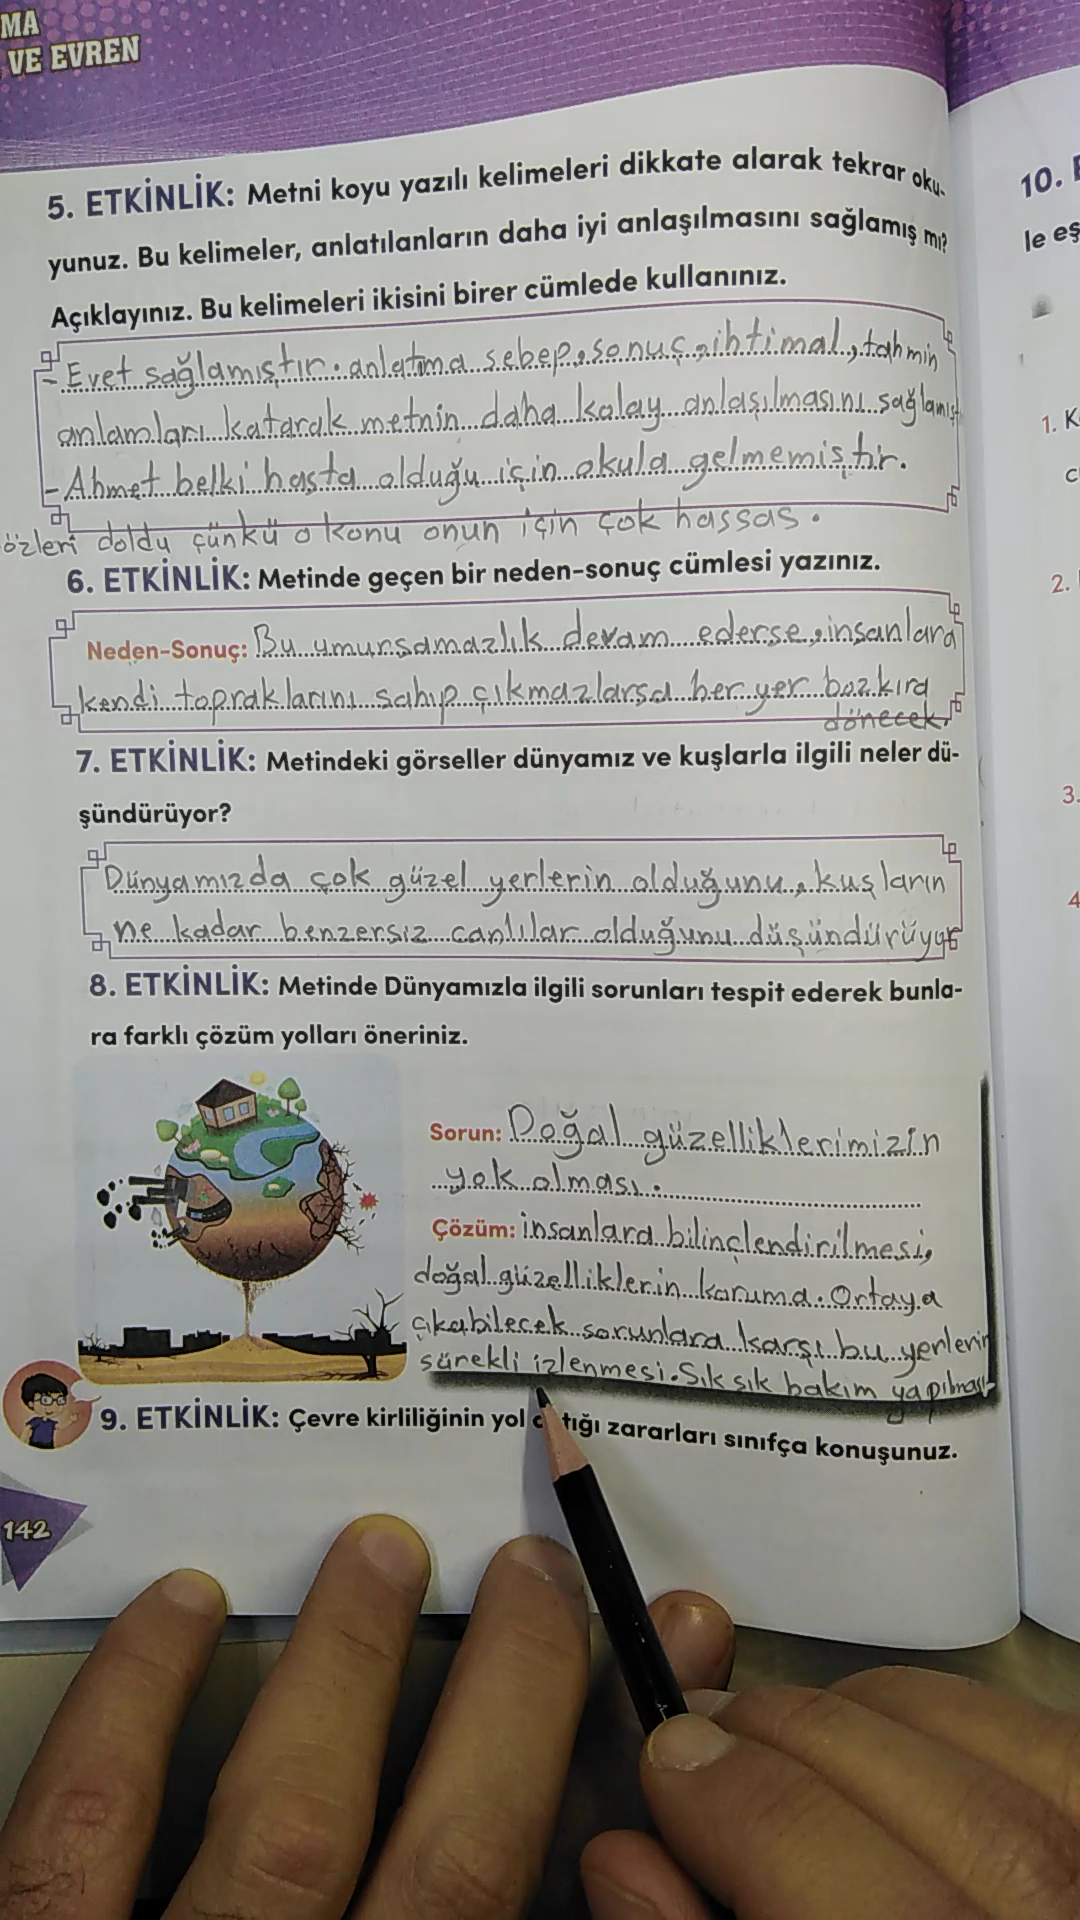 MA
VE EVREN
5. ETKİNLİK: Metni koyu yazılı kelimeleri dikkate alarak tekrar oku-
yunuz. Bu kelimeler, anlatılanların daha iyi anlaşılmasını sağlamış mı?
Açıklayınız. Bu kelimeleri ikisini birer cümlede kullanınız.
- Evet sağlamıştır. anlatıma sebep, sonuç, ihtimal, tahmin
anlamları katarak metnin daha kolay anlaşılmasını sağlamışt
- Ahmet belki hasta olduğu için okula gelmemiştir.
özleri doldu çünkü o konu onun için çok hassas.
6. ETKİNLİK: Metinde geçen bir neden-sonuç cümlesi yazınız.
Neden-Sonuç: Bu umursamazlık devam ederse, insanlara
kendi topraklarını sahip çıkmazlarsa her yer bozkıra
dönecek.
7. ETKİNLİK: Metindeki görseller dünyamız ve kuşlarla ilgili neler dü-
şündürüyor?
Dünyamızda çok güzel yerlerin olduğunu, kuşların
ne kadar benzersiz canlılar olduğunu düşündürüyor
8. ETKİNLİK: Metinde Dünyamızla ilgili sorunları tespit ederek bunla-
ra farklı çözüm yolları öneriniz.
Sorun: Doğal güzelliklerimizin
yok olması.
Çözüm: insanlara bilinçlendirilmesi,
doğal güzelliklerin koruma. Ortaya
çıkabilecek sorunlara karşı bu yerlerin
sürekli izlenmesi. Sık sık bakım yapılması
9. ETKİNLİK: Çevre kirliliğinin yol zararları sınıfça konuşunuz.
142
10.
le eş
1. K
c
2.
3.
4